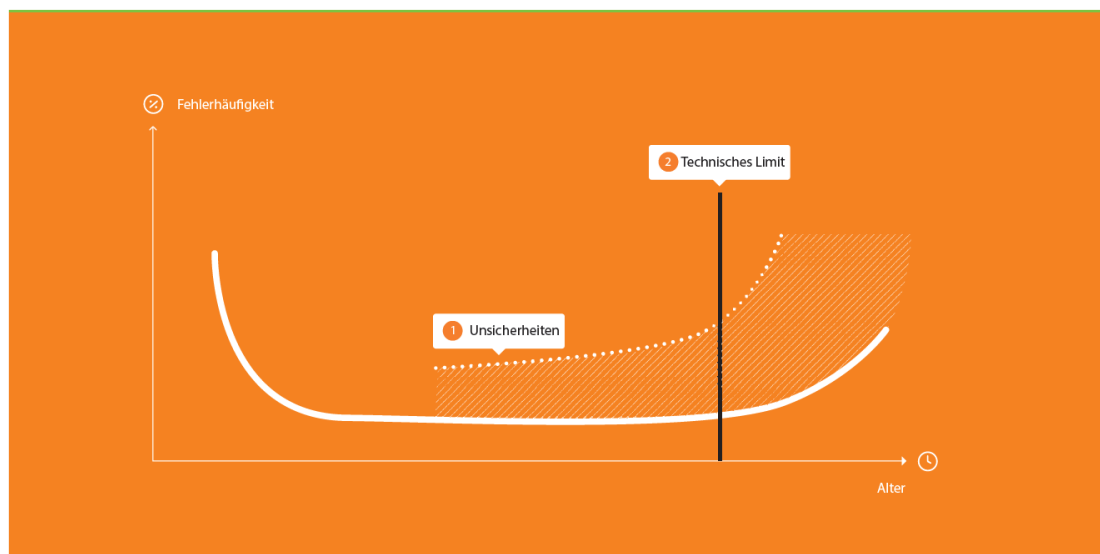 Fehlerhäufigkeit
2 Technisches Limit
1 Unsicherheiten
Alter